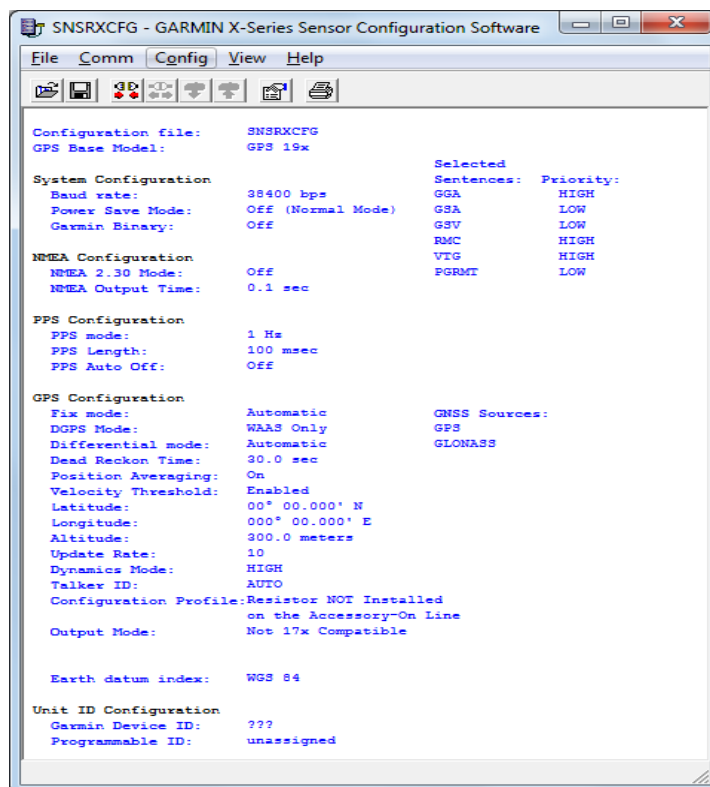 SNSRXCFG - GARMIN X-Series Sensor Configuration Software
File Comm Config View Help
Configuration file: SNSRXCFG
GPS Base Model: GPS 19x
Selected
System Configuration Sentences: Priority:
Baud rate: 38400 bps GGA HIGH
Power Save Mode: Off (Normal Mode) GSA LOW
Garmin Binary: Off GSV LOW
RMC HIGH
NMEA Configuration VTG HIGH
NMEA 2.30 Mode: Off PGRMT LOW
NMEA Output Time: 0.1 sec
PPS Configuration
PPS mode: 1 Hz
PPS Length: 100 msec
PPS Auto Off: Off
GPS Configuration
Fix mode: Automatic GNSS Sources:
DGPS Mode: WAAS Only GPS
Differential mode: Automatic GLONASS
Dead Reckon Time: 30.0 sec
Position Averaging: On
Velocity Threshold: Enabled
Latitude: 00° 00.000' N
Longitude: 000° 00.000' E
Altitude: 300.0 meters
Update Rate: 10
Dynamics Mode: HIGH
Talker ID: AUTO
Configuration Profile:Resistor NOT Installed
on the Accessory-On Line
Output Mode: Not 17x Compatible
Earth datum index: WGS 84
Unit ID Configuration
Garmin Device ID: ???
Programmable ID: unassigned